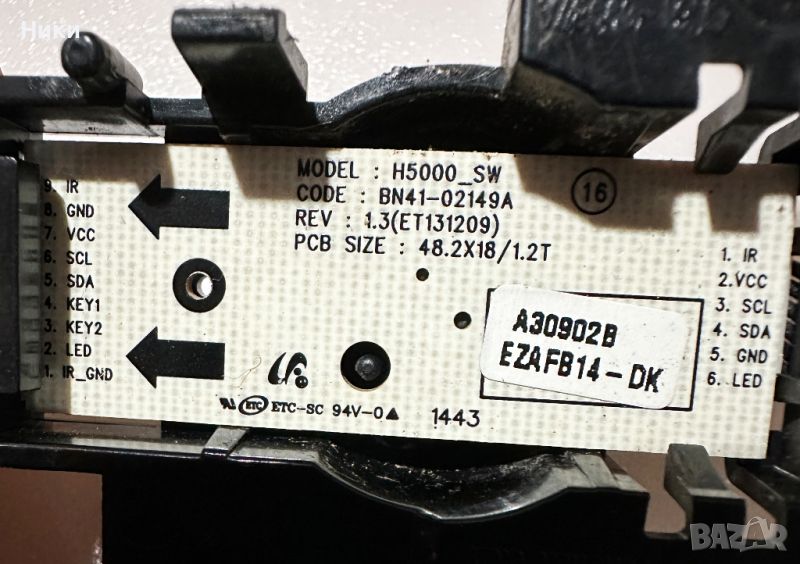 Ники
MODEL : H5000_SW
CODE : BN41-02149A
REV : 1.3(ET131209)
PCB SIZE : 48.2X18/1.2T
16
9. IR
8. GND
7. VCC
6. SCL
5. SDA
4. KEY1
3. KEY2
2. LED
1. IR_GND
1. IR
2.VCC
3. SCL
4. SDA
5. GND
6. LED
A30902B
EZAFB14-DK
ETC ETC-SC 94V-0
1443
BAZAR